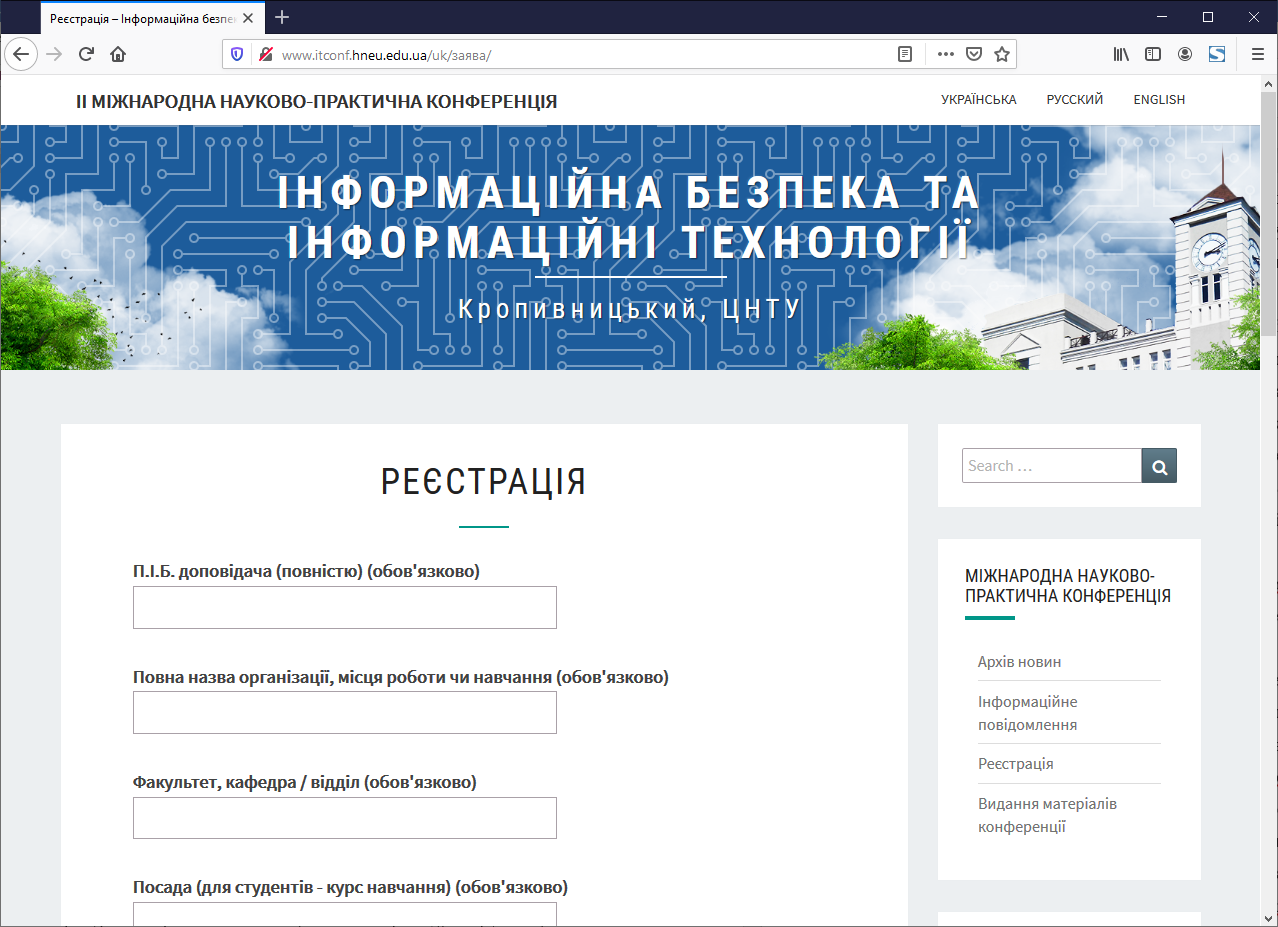 Реєстрація – Інформаційна безпе
www.itconf.hneu.edu.ua/uk/заява/
ІІ МІЖНАРОДНА НАУКОВО-ПРАКТИЧНА КОНФЕРЕНЦІЯ
УКРАЇНСЬКА РУССКИЙ ENGLISH
ІНФОРМАЦІЙНА БЕЗПЕКА ТА
ІНФОРМАЦІЙНІ ТЕХНОЛОГІЇ
Кропивницький, ЦНТУ
РЕЄСТРАЦІЯ
П.І.Б. доповідача (повністю) (обов'язково)
Повна назва організації, місця роботи чи навчання (обов'язково)
Факультет, кафедра / відділ (обов'язково)
Посада (для студентів - курс навчання) (обов'язково)
Search …
МІЖНАРОДНА НАУКОВО-
ПРАКТИЧНА КОНФЕРЕНЦІЯ
Архів новин
Інформаційне
повідомлення
Реєстрація
Видання матеріалів
конференції